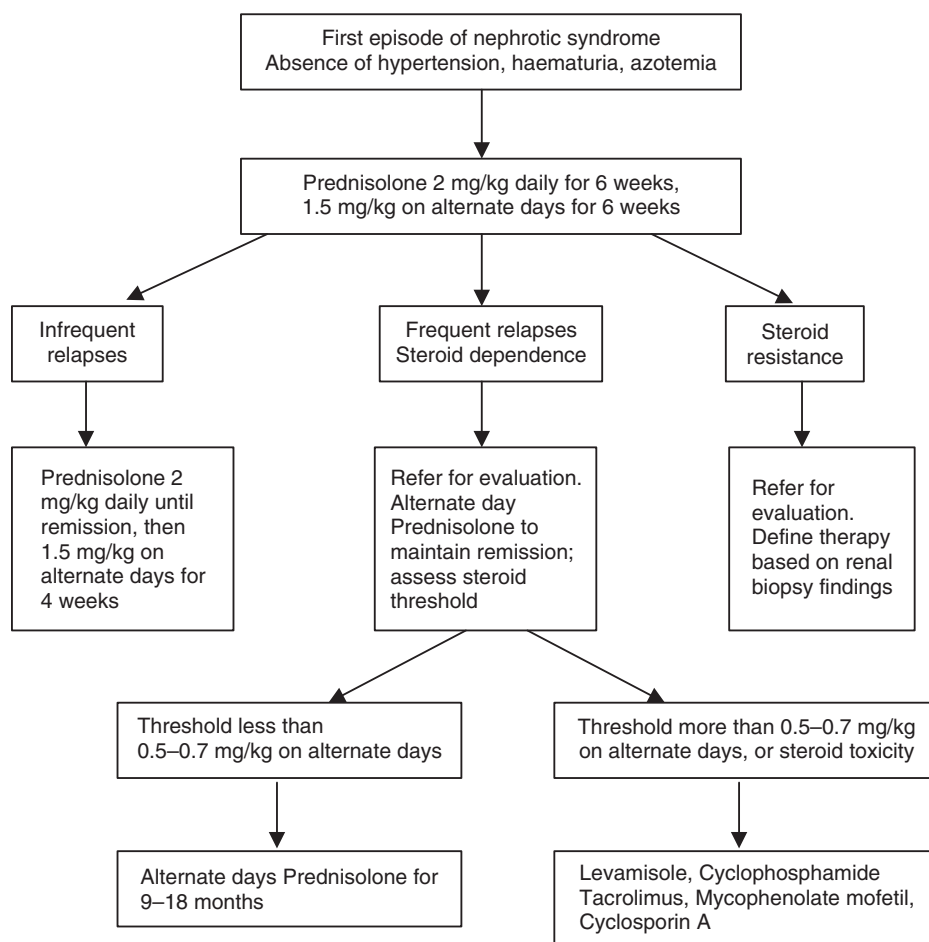 First episode of nephrotic syndrome
Absence of hypertension, haematuria, azotemia
Prednisolone 2 mg/kg daily for 6 weeks,
1.5 mg/kg on alternate days for 6 weeks
Infrequent
relapses
Frequent relapses
Steroid dependence
Steroid
resistance
Prednisolone 2
mg/kg daily until
remission, then
1.5 mg/kg on
alternate days for
4 weeks
Refer for evaluation.
Alternate day
Prednisolone to
maintain remission;
assess steroid
threshold
Refer for
evaluation.
Define therapy
based on renal
biopsy findings
Threshold less than
0.5–0.7 mg/kg on alternate days
Threshold more than 0.5–0.7 mg/kg
on alternate days, or steroid toxicity
Alternate days Prednisolone for
9–18 months
Levamisole, Cyclophosphamide
Tacrolimus, Mycophenolate mofetil,
Cyclosporin A